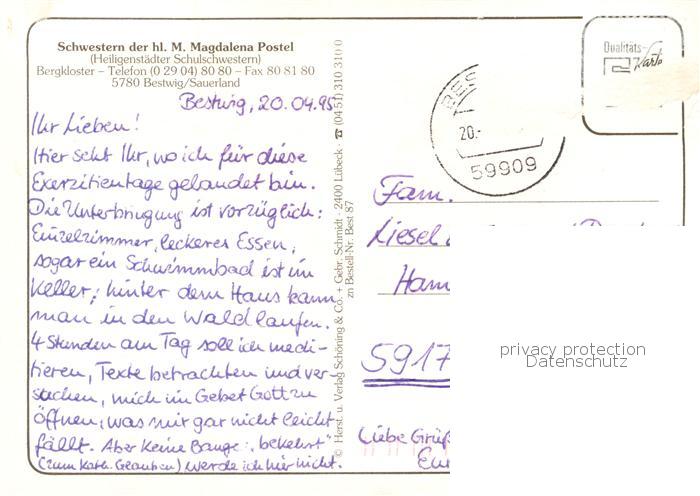 Schwestern der hl. M. Magdalena Postel
(Heiligenstädter Schulschwestern)
Bergkloster – Telefon (0 29 04) 80 80 – Fax 80 81 80
5780 Bestwig/Sauerland
Bestwig, 20.04.95
Ihr Lieben!
Hier seht Ihr, wo ich für diese
Exerzitientage gelandet bin.
Die Unterbringung ist vorzüglich:
Einzelzimmer, leckeres Essen,
sogar ein Schwimmbad ist im
Keller; hinter dem Haus kann
man in den Wald laufen.
4 Stunden am Tag soll ich medi-
tieren, Texte betrachten und ver-
suchen, mich im Gebet Gott zu
öffnen, was mir gar nicht leicht
fällt. Aber keine Bange: „bekehrt"
(zum kath. Glauben) werde ich hier nicht.
© Herst. u. Verlag Schöning & Co. + Gebr. Schmidt · 2400 Lübeck · ☎ (04 51) 310 31 0 0
zn Bestell-Nr. Best 87
Qualitäts-
Karte
BES
20.-
59909
Fam.
Liesel
Ham
5917
Liebe Grüß
privacy protection
Datenschutz